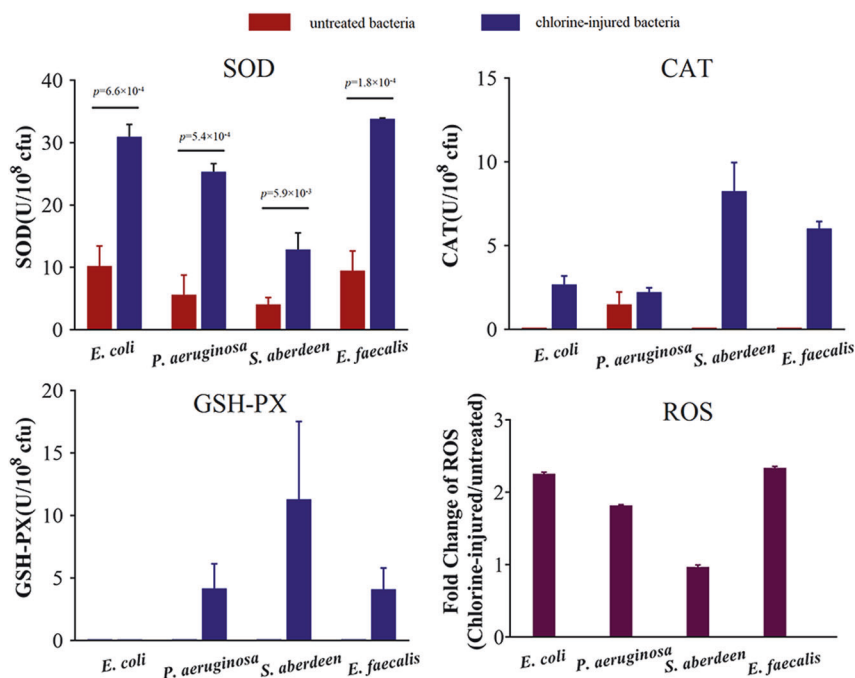 untreated bacteria chlorine-injured bacteria
SOD
SOD(U/10⁸ cfu)
40
30
20
10
0
p=6.6×10⁻⁴
p=5.4×10⁻⁴
p=5.9×10⁻³
p=1.8×10⁻⁴
E. coli P. aeruginosa S. aberdeen E. faecalis
CAT
CAT(U/10⁸ cfu)
15
10
5
0
E. coli P. aeruginosa S. aberdeen E. faecalis
GSH-PX
GSH-PX(U/10⁸ cfu)
20
15
10
5
0
E. coli P. aeruginosa S. aberdeen E. faecalis
ROS
Fold Change of ROS
(Chlorine-injured/untreated)
3
2
1
0
E. coli P. aeruginosa S. aberdeen E. faecalis